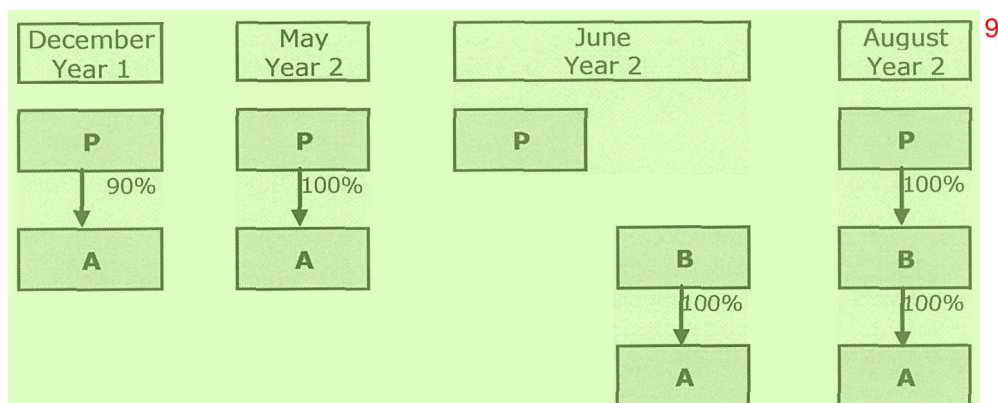 December
Year 1
May
Year 2
June
Year 2
August
Year 2
9
P
P
P
P
90%
100%
100%
A
A
B
B
100%
100%
A
A